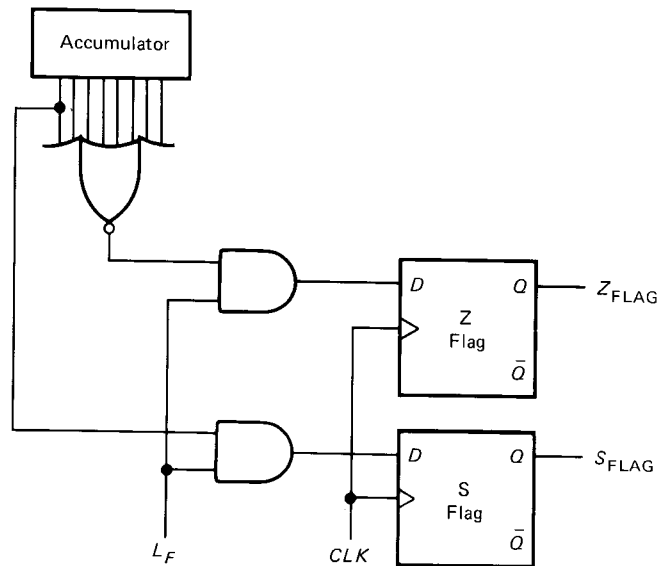 Accumulator
D Q Z_FLAG
Z
Flag
Q̅
D Q S_FLAG
S
Flag
Q̅
L_F CLK